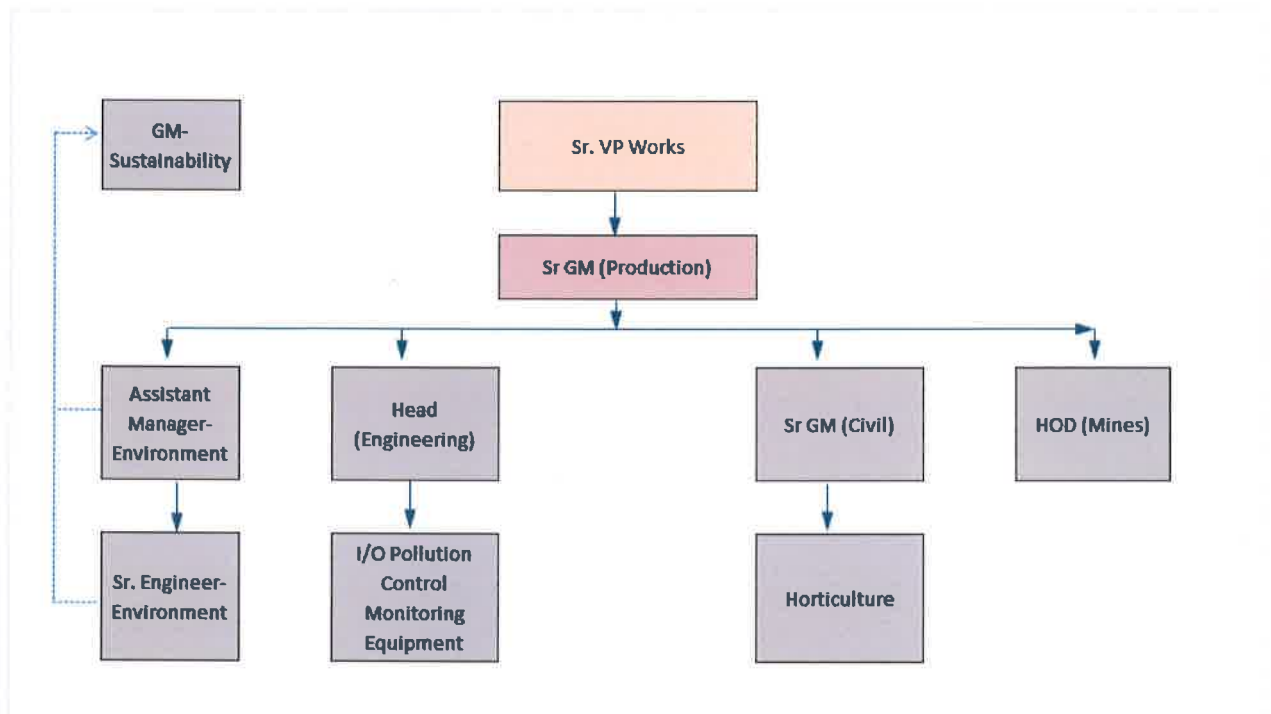 GM-
Sustainability
Sr. VP Works
Sr GM (Production)
Assistant
Manager-
Environment
Head
(Engineering)
Sr GM (Civil)
HOD (Mines)
Sr. Engineer-
Environment
I/O Pollution
Control
Monitoring
Equipment
Horticulture